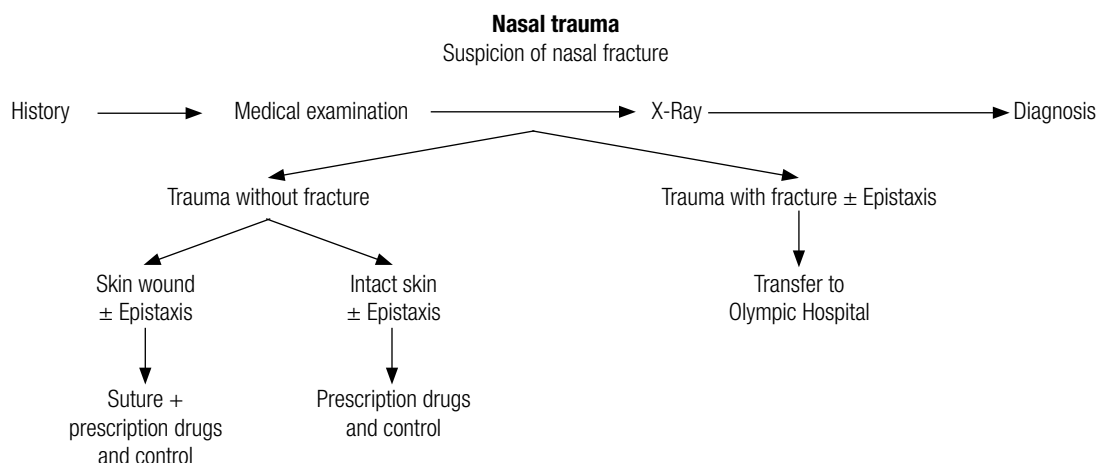 Nasal trauma
Suspicion of nasal fracture
History
Medical examination
X-Ray
Diagnosis
Trauma without fracture
Trauma with fracture ± Epistaxis
Skin wound
± Epistaxis
Intact skin
± Epistaxis
Transfer to
Olympic Hospital
Suture +
prescription drugs
and control
Prescription drugs
and control